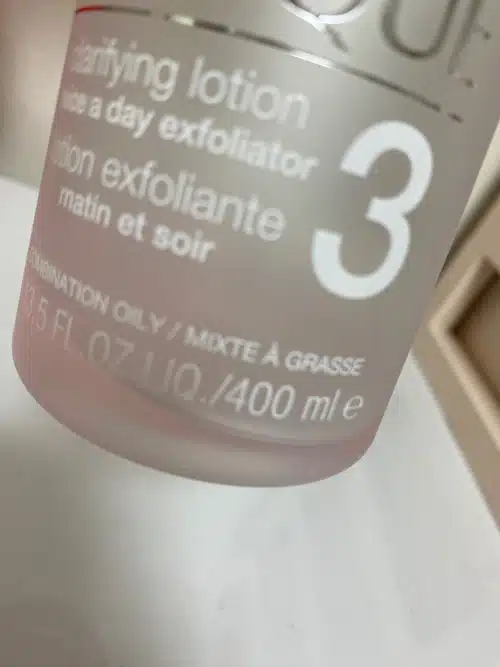 QUE
clarifying lotion
twice a day exfoliator
3
lotion exfoliante
matin et soir
COMBINATION OILY / MIXTE À GRASSE
13.5 FL.OZ.LIQ./400 ml e